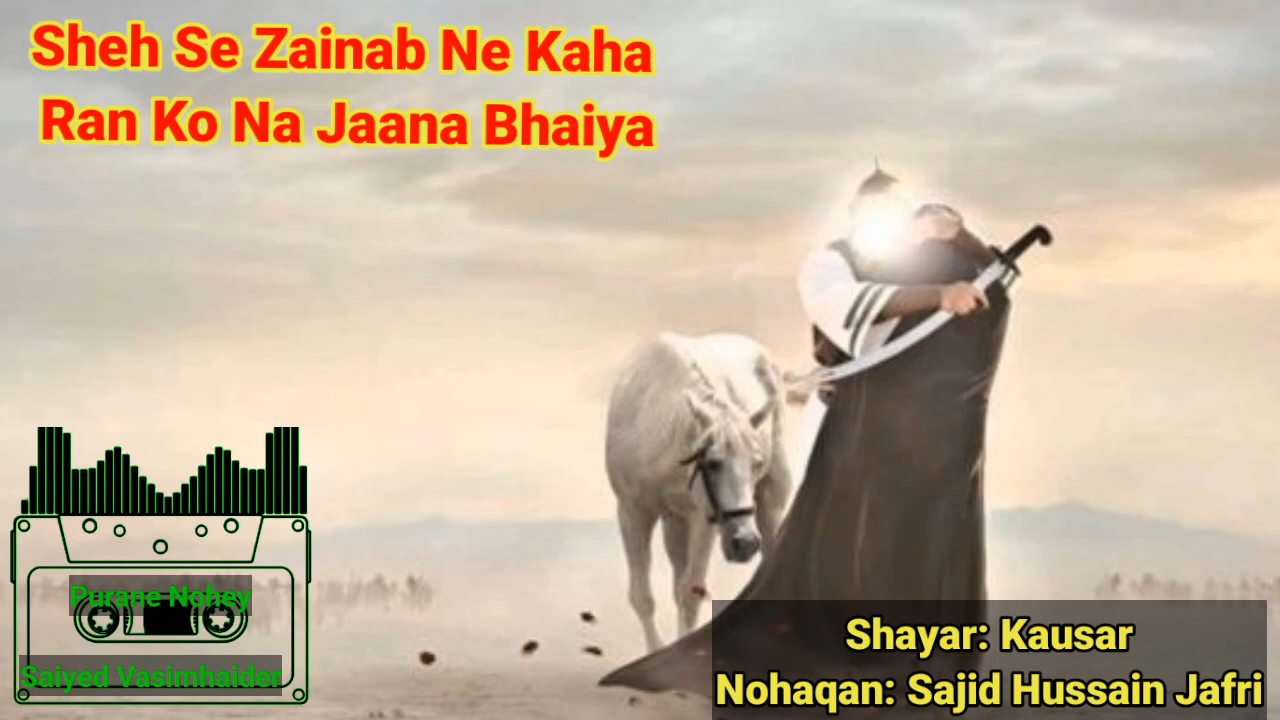 Sheh Se Zainab Ne Kaha
Ran Ko Na Jaana Bhaiya
Purane Nohey
Saiyed Vasimhaider
Shayar: Kausar
Nohaqan: Sajid Hussain Jafri